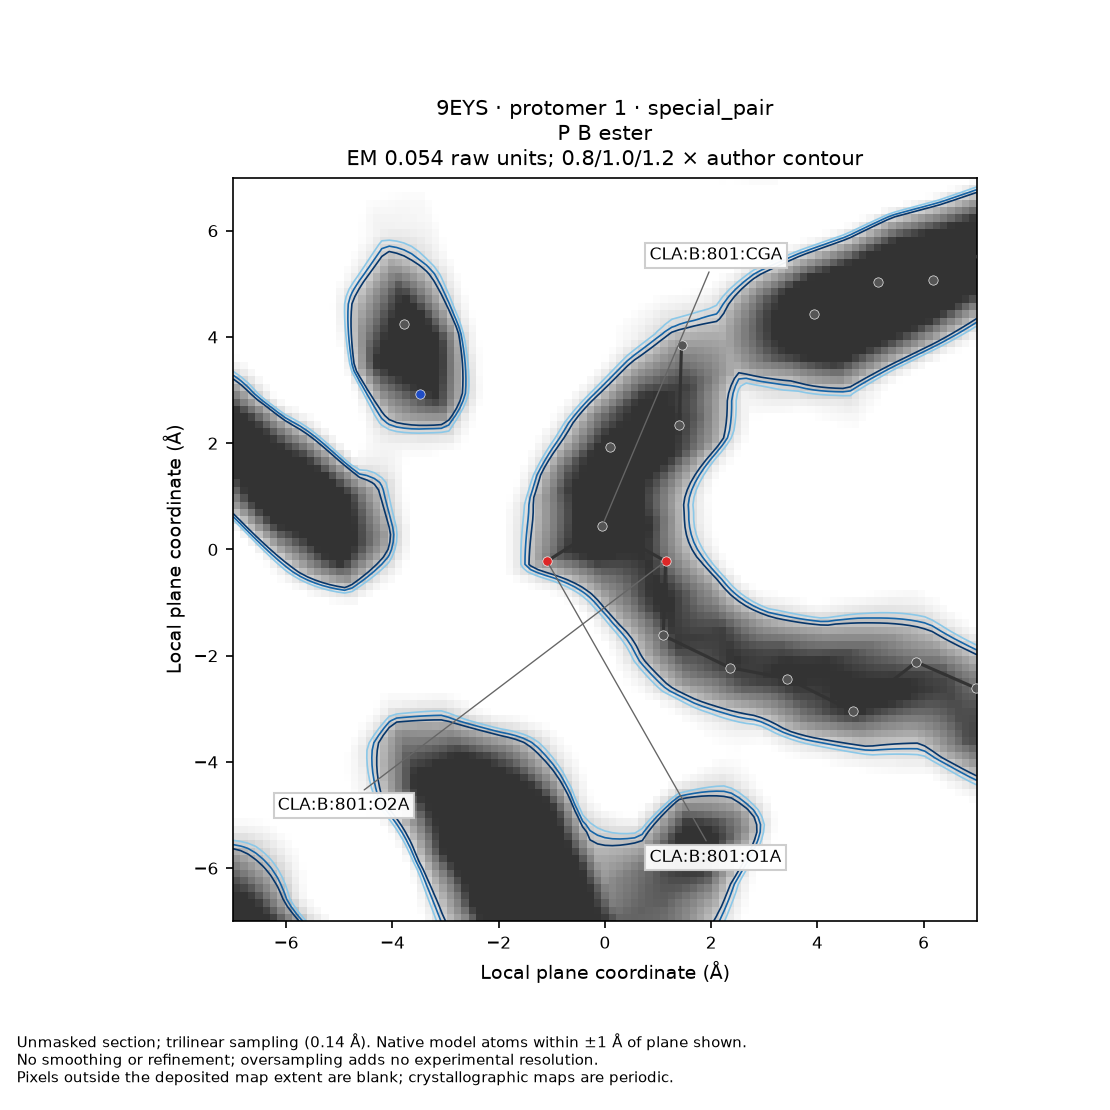 9EYS · protomer 1 · special_pair
P B ester
EM 0.054 raw units; 0.8/1.0/1.2 × author contour
CLA:B:801:CGA
CLA:B:801:O2A
CLA:B:801:O1A
6
4
2
0
−2
−4
−6
Local plane coordinate (Å)
−6 −4 −2 0 2 4 6
Local plane coordinate (Å)
Unmasked section; trilinear sampling (0.14 Å). Native model atoms within ±1 Å of plane shown.
No smoothing or refinement; oversampling adds no experimental resolution.
Pixels outside the deposited map extent are blank; crystallographic maps are periodic.